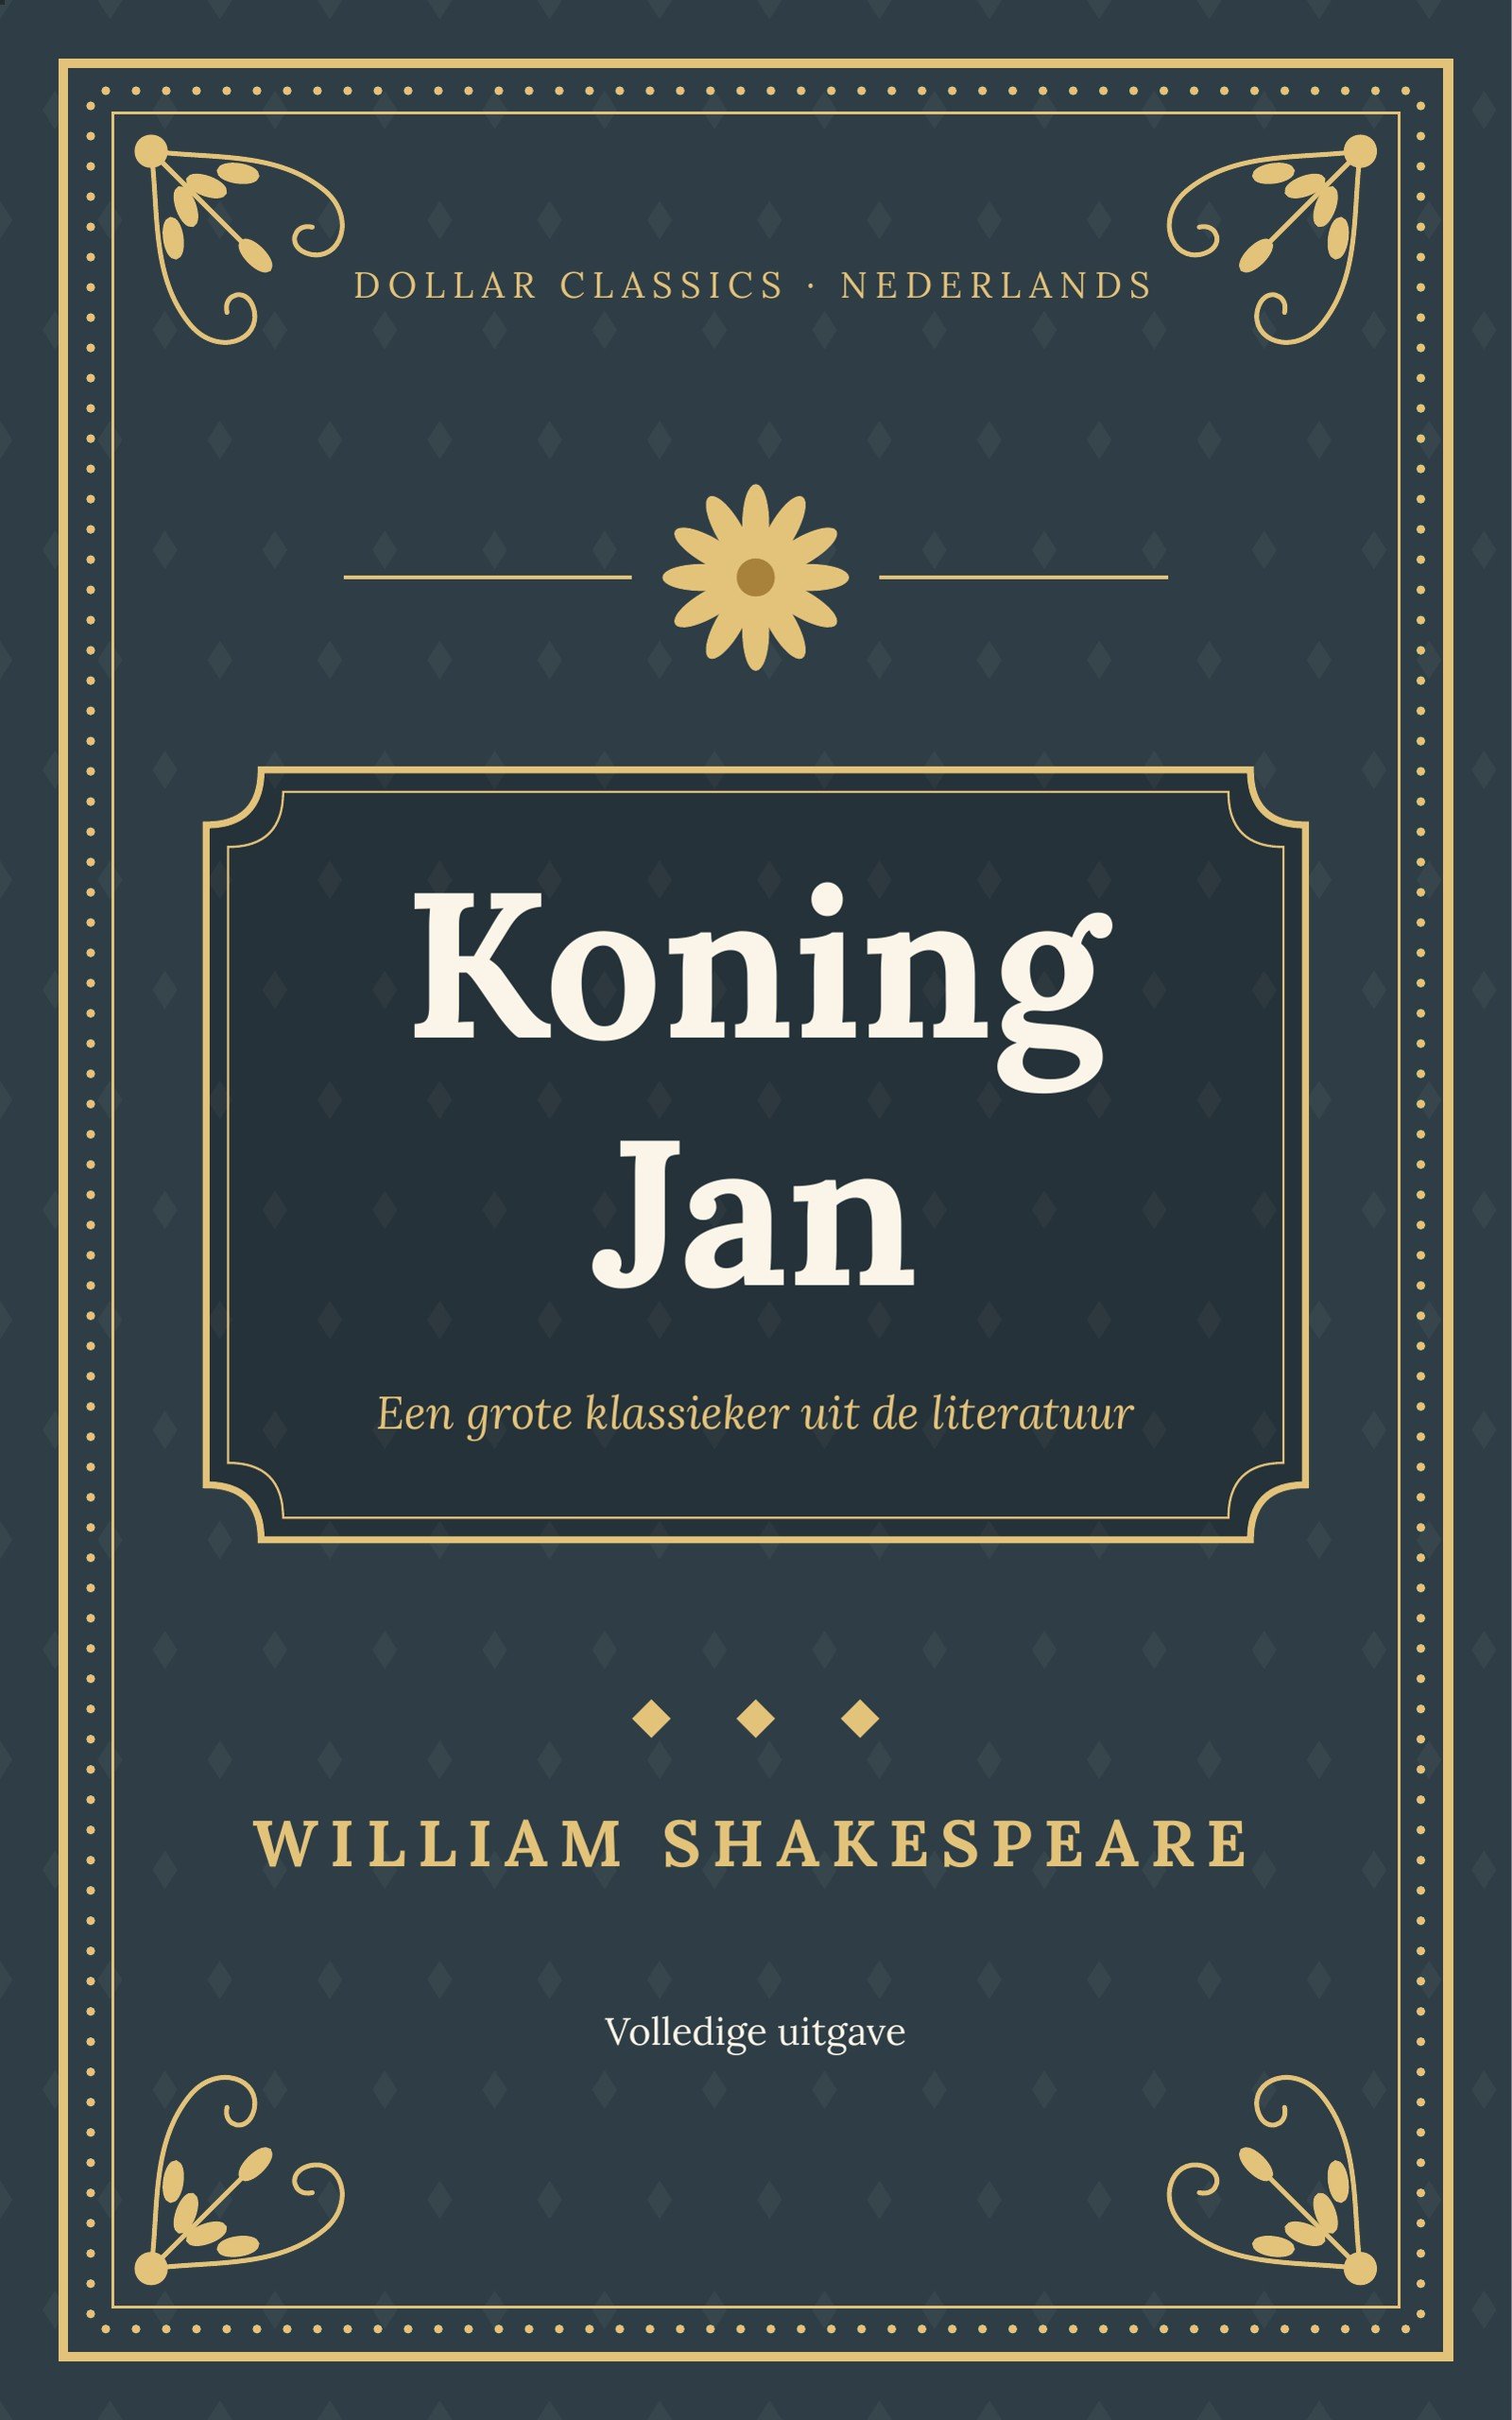 DOLLAR CLASSICS · NEDERLANDS
Koning
Jan
Een grote klassieker uit de literatuur
WILLIAM SHAKESPEARE
Volledige uitgave